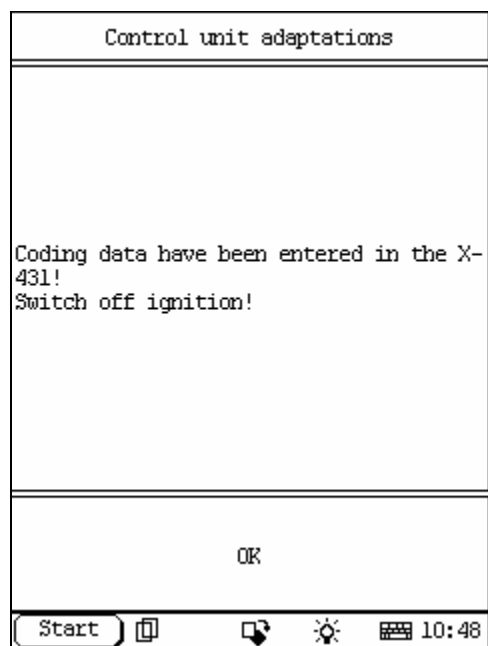 Control unit adaptations
Coding data have been entered in the X-
431!
Switch off ignition!
OK
Start 10:48